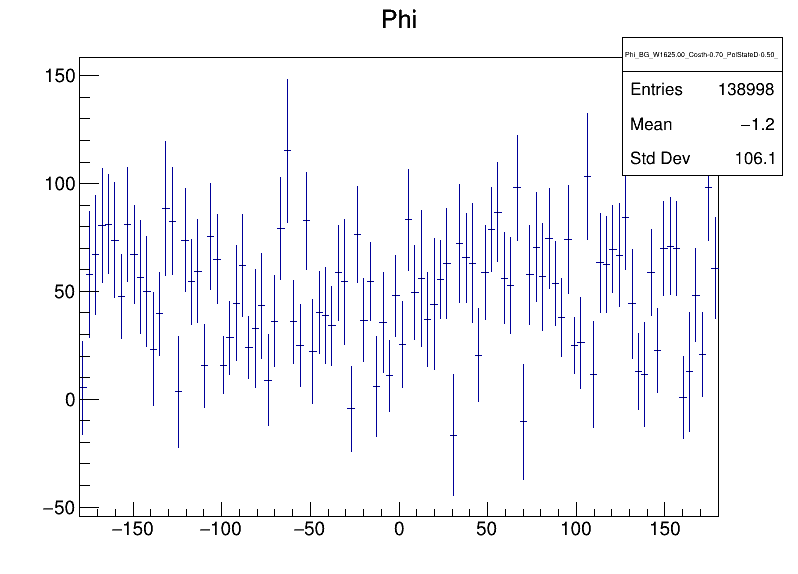 Phi
Phi_BG_W1625.00_Costh-0.70_PolStateD-0.50_
Entries 138998
Mean −1.2
Std Dev 106.1
150
100
50
0
−50
−150 −100 −50 0 50 100 150